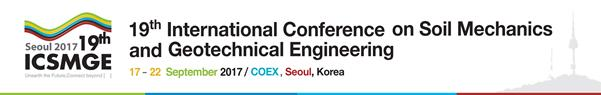 Seoul 2017 19th
ICSMGE
Unearth the Future, Connect beyond [ ]
19th International Conference on Soil Mechanics
and Geotechnical Engineering
17 – 22 September 2017 / COEX, Seoul, Korea